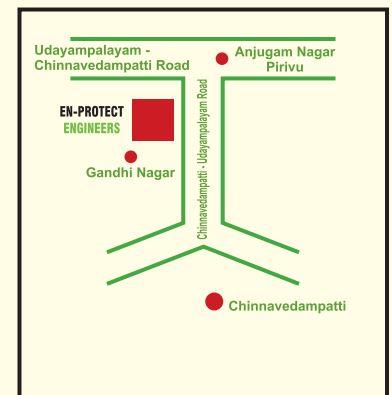 Udayampalayam -
Chinnavedampatti Road
Anjugam Nagar
Pirivu
EN-PROTECT
ENGINEERS
Gandhi Nagar
Chinnavedampatti - Udayampalayam Road
Chinnavedampatti